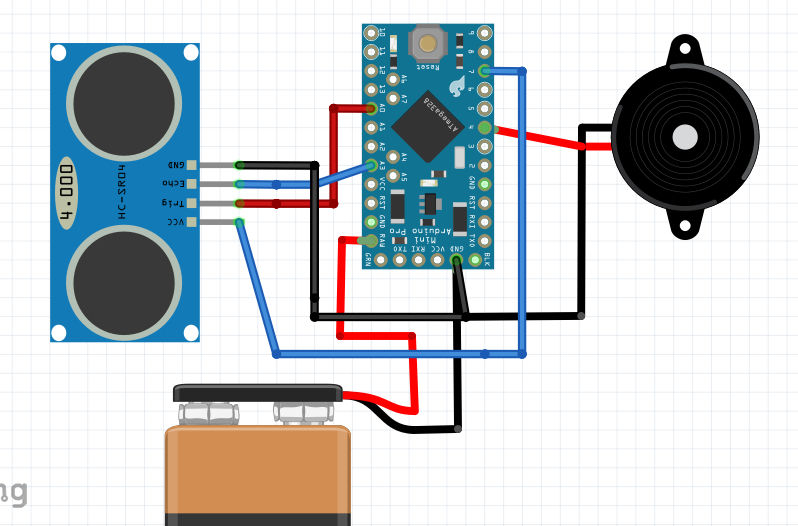 4.000
HC-SR04
GND
Echo
Trig
VCC
10
11
12
13
A0
A1
A2
A3
VCC
RST
GND
RAW
A6
A7
A4
A5
Reset
ATmega328
9
8
7
6
5
4
3
2
GND
RST
RXI
TXO
Arduino Pro
Mini
GRN
TXO
RXI
VCC
GND
BLK
ng